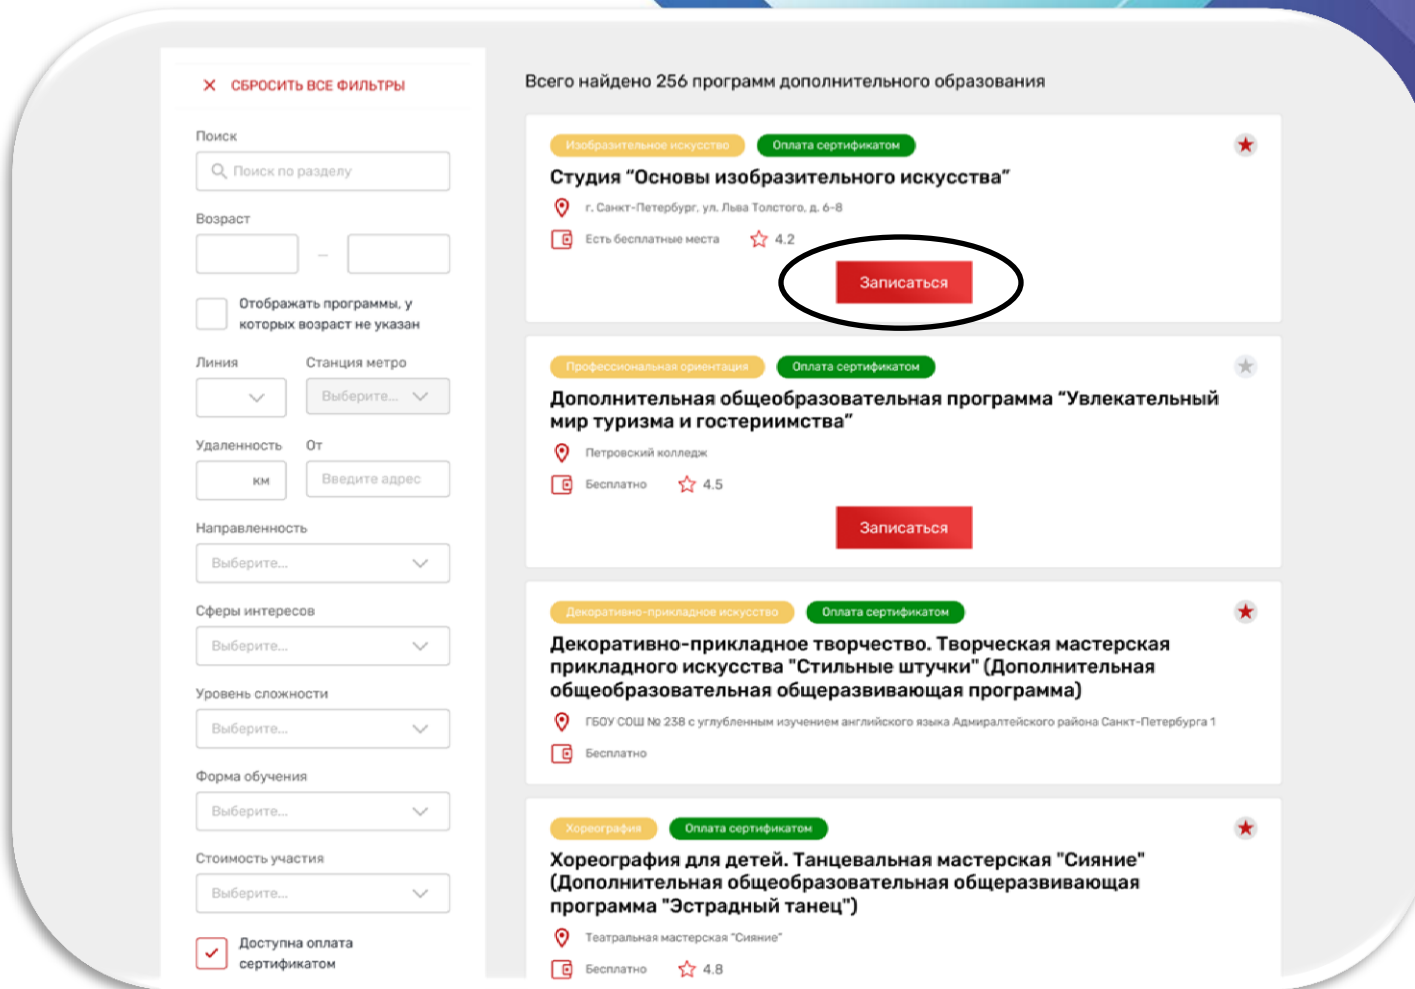 СБРОСИТЬ ВСЕ ФИЛЬТРЫ
Поиск
Поиск по разделу
Возраст
–
Отображать программы, у
которых возраст не указан
Линия Станция метро
Выберите...
Удаленность От
км Введите адрес
Направленность
Выберите...
Сферы интересов
Выберите...
Уровень сложности
Выберите...
Форма обучения
Выберите...
Стоимость участия
Выберите...
Доступна оплата
сертификатом
Всего найдено 256 программ дополнительного образования
Изобразительное искусство Оплата сертификатом
Студия “Основы изобразительного искусства”
г. Санкт-Петербург, ул. Льва Толстого, д. 6-8
Есть бесплатные места 4.2
Записаться
Профессиональная ориентация Оплата сертификатом
Дополнительная общеобразовательная программа “Увлекательный
мир туризма и гостериимства”
Петровский колледж
Бесплатно 4.5
Записаться
Декоративно-прикладное искусство Оплата сертификатом
Декоративно-прикладное творчество. Творческая мастерская
прикладного искусства "Стильные штучки" (Дополнительная
общеобразовательная общеразвивающая программа)
ГБОУ СОШ № 238 с углубленным изучением английского языка Адмиралтейского района Санкт-Петербурга 1
Бесплатно
Хореография Оплата сертификатом
Хореография для детей. Танцевальная мастерская "Сияние"
(Дополнительная общеобразовательная общеразвивающая
программа "Эстрадный танец")
Театральная мастерская "Сияние"
Бесплатно 4.8